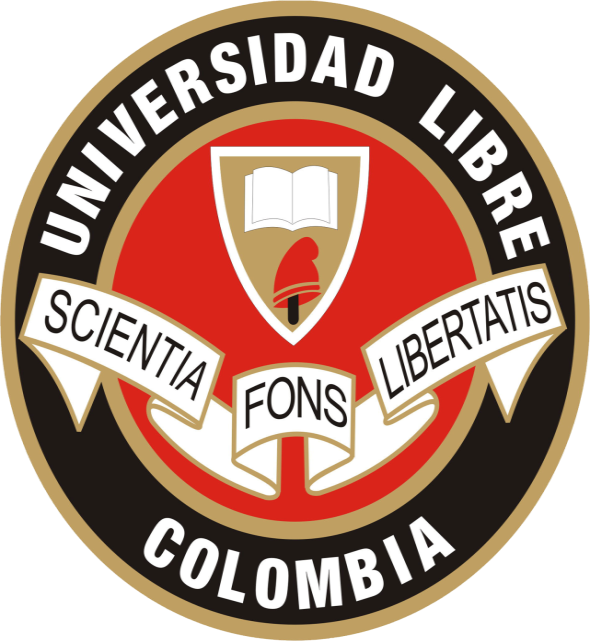 UNIVERSIDAD LIBRE
SCIENTIA
FONS
LIBERTATIS
COLOMBIA